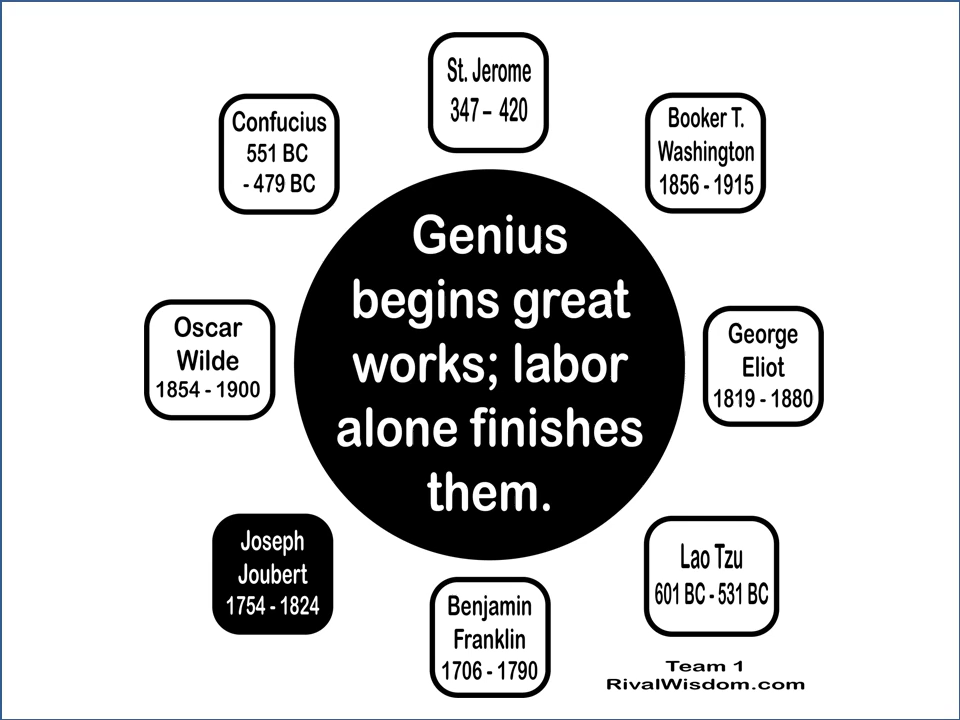 St. Jerome
347 – 420
Confucius
551 BC
- 479 BC
Booker T.
Washington
1856 - 1915
Genius
begins great
works; labor
alone finishes
them.
Oscar
Wilde
1854 - 1900
George
Eliot
1819 - 1880
Joseph
Joubert
1754 - 1824
Benjamin
Franklin
1706 - 1790
Lao Tzu
601 BC - 531 BC
Team 1
RivalWisdom.com